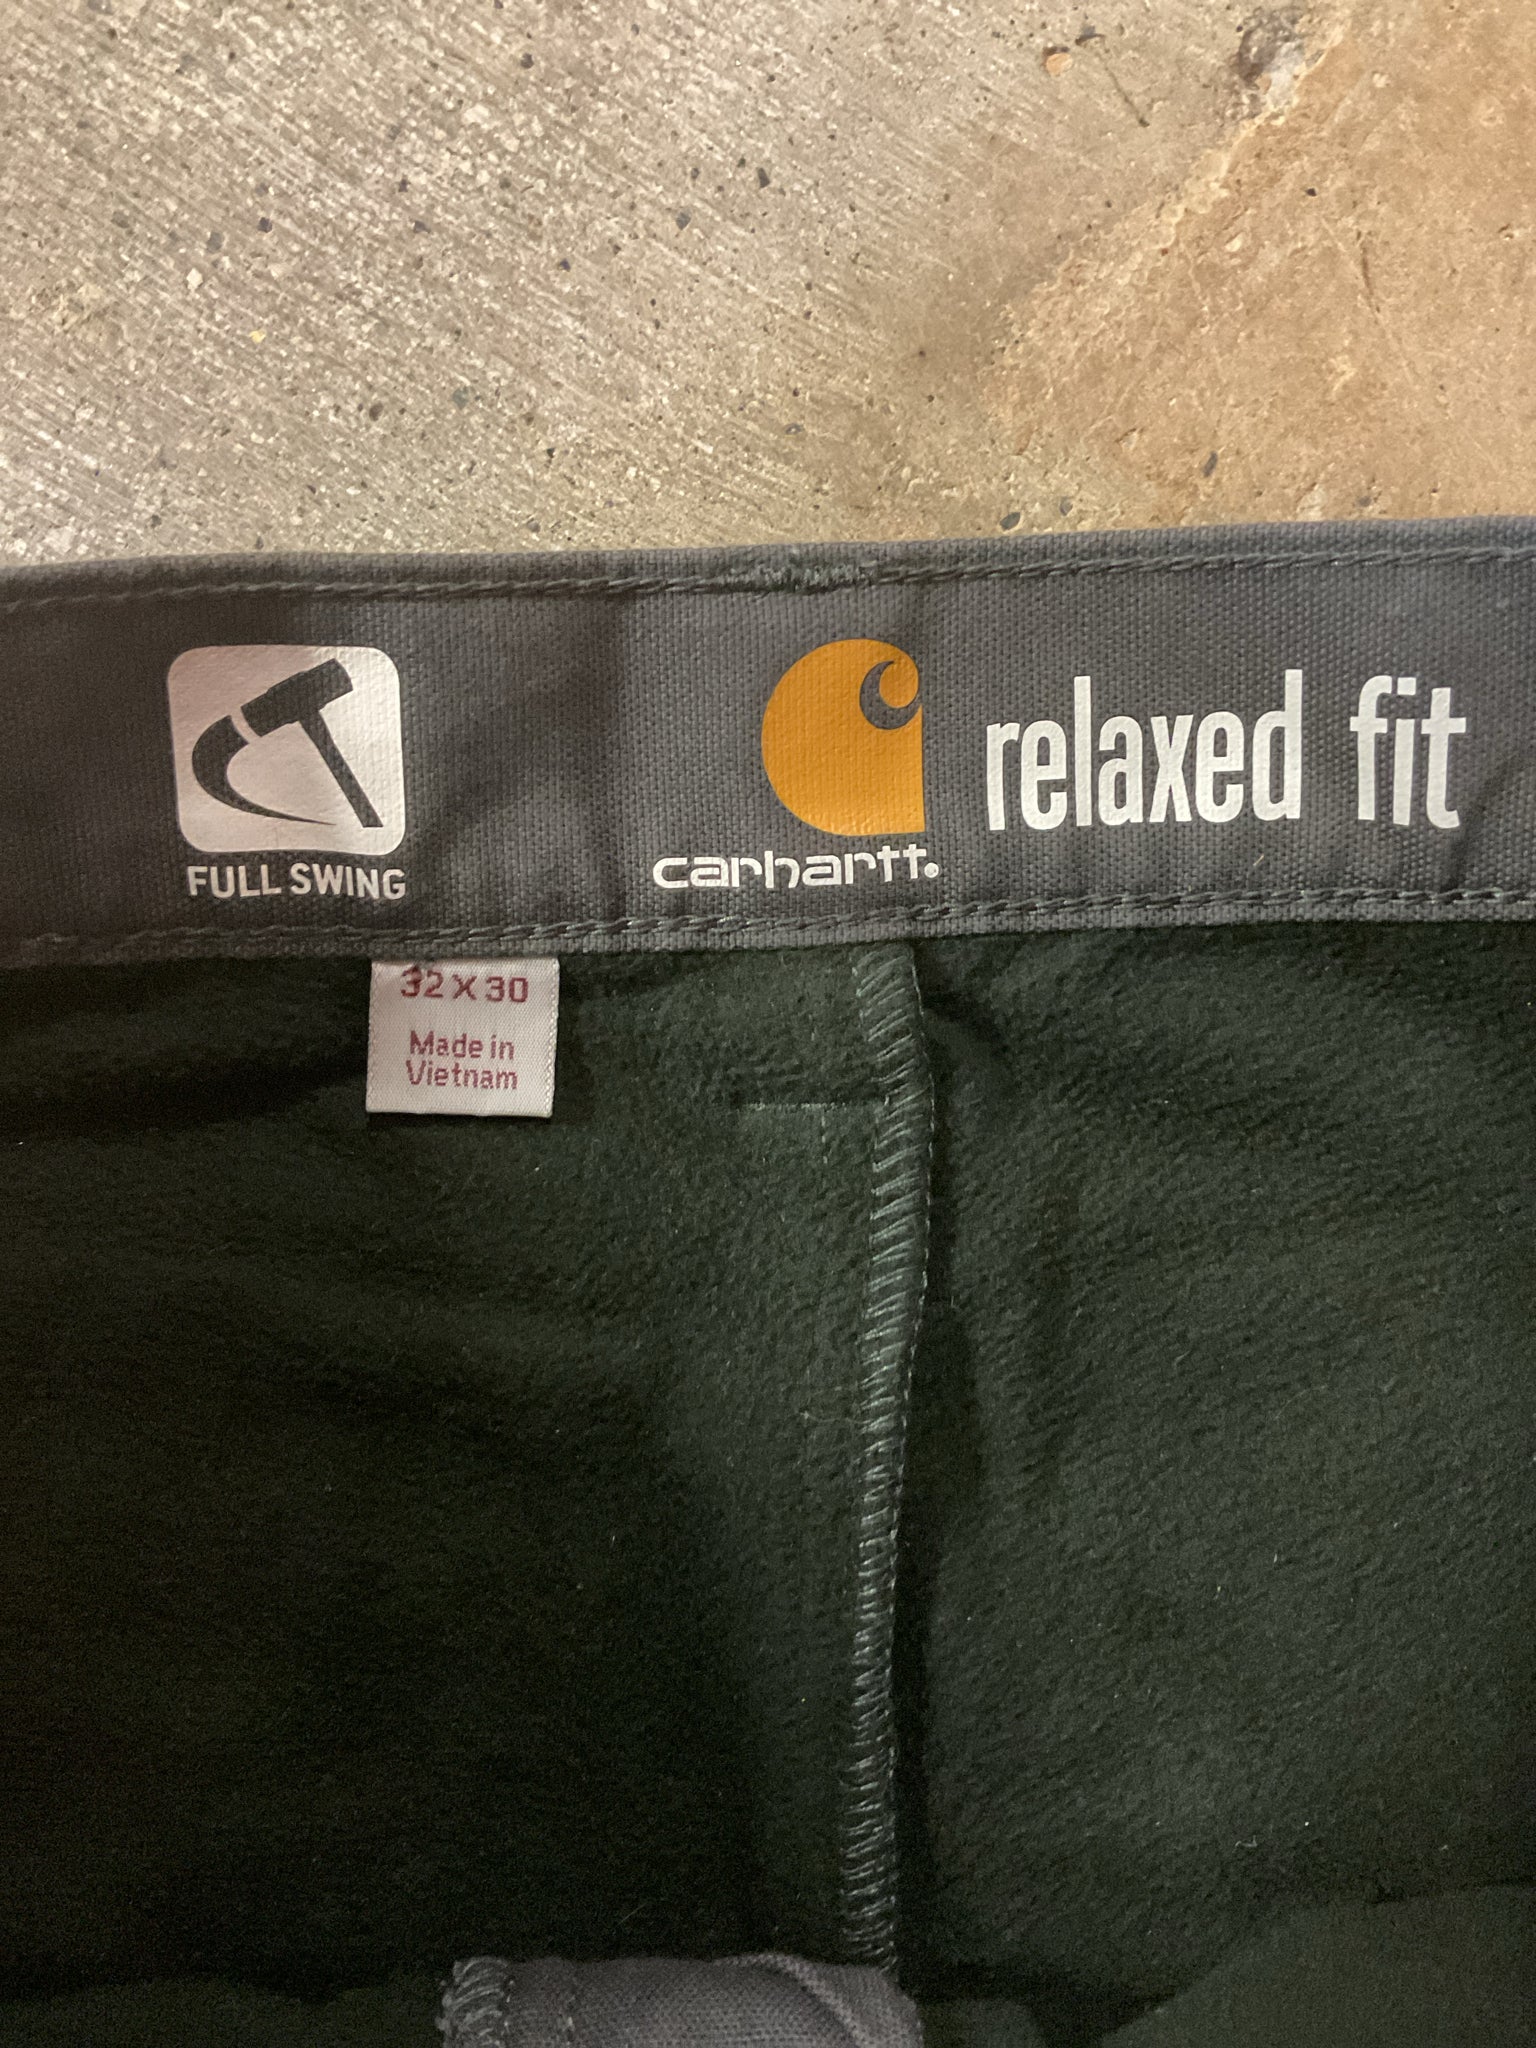 FULL SWING
carhartt.
relaxed fit
32 X 30
Made in
Vietnam